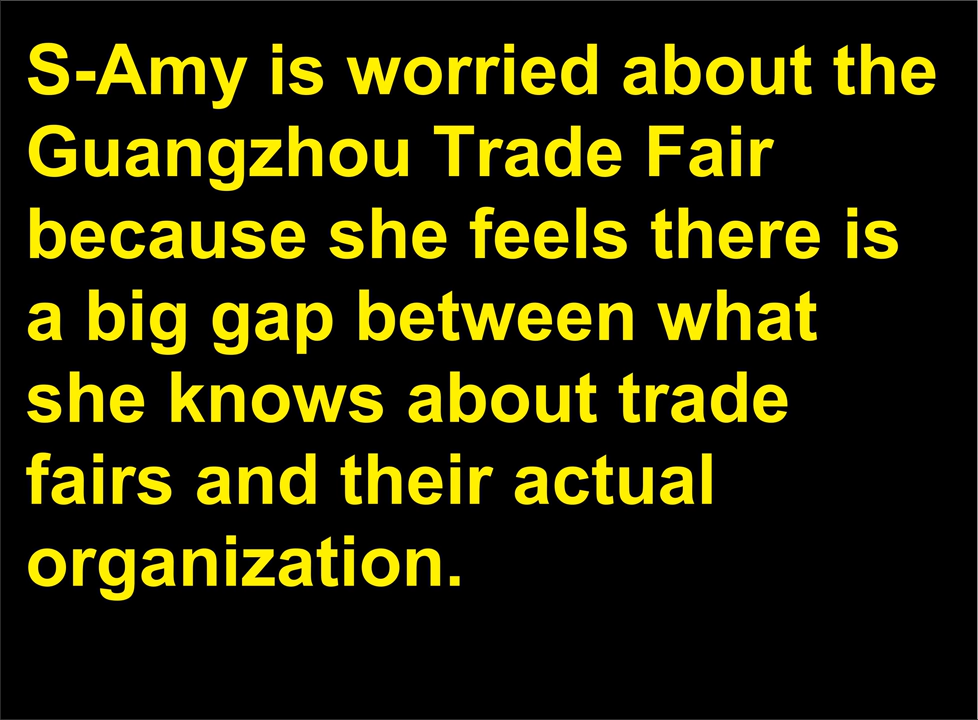 S-Amy is worried about the
Guangzhou Trade Fair
because she feels there is
a big gap between what
she knows about trade
fairs and their actual
organization.